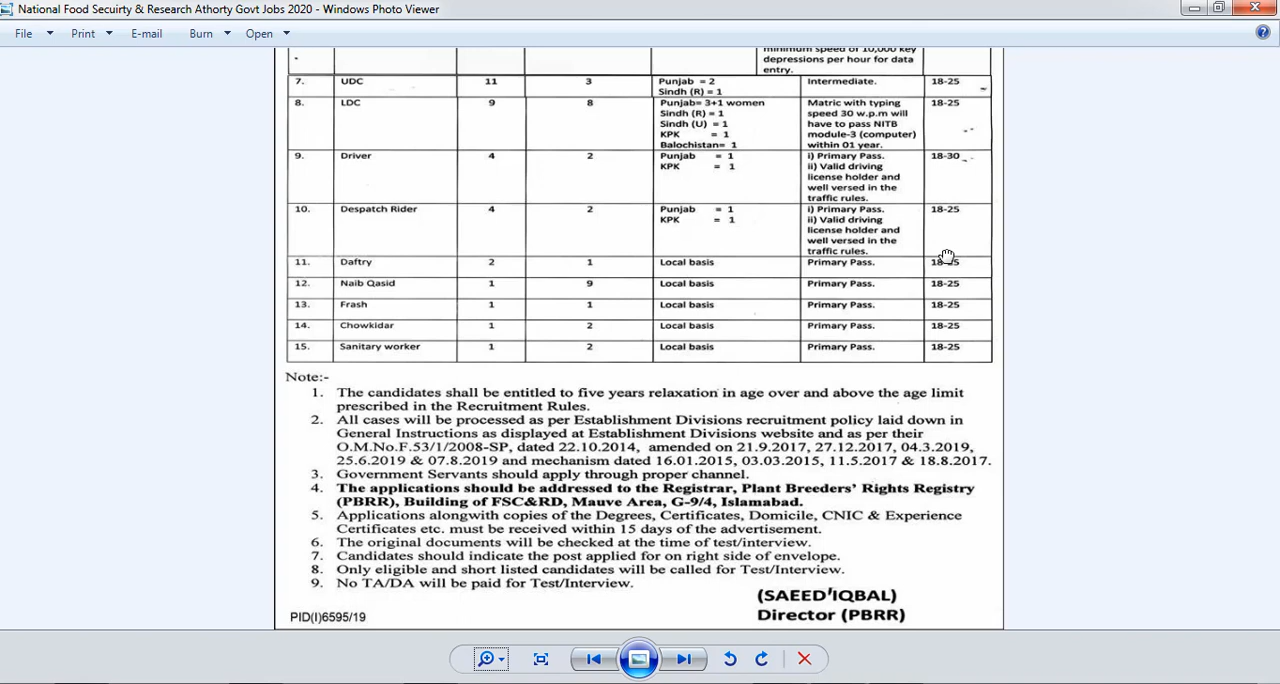 National Food Secuirty & Research Athorty Govt Jobs 2020 - Windows Photo Viewer
File Print E-mail Burn Open
minimum speed of 10,000 key
depressions per hour for data
entry.
7. UDC 11 3 Punjab = 2 Intermediate. 18-25
Sindh (R) = 1
8. LDC 9 8 Punjab= 3+1 women Matric with typing 18-25
Sindh (R) = 1 speed 30 w.p.m will
Sindh (U) = 1 have to pass NITB
KPK = 1 module-3 (computer)
Balochistan= 1 within 01 year.
9. Driver 4 2 Punjab = 1 i) Primary Pass. 18-30
KPK = 1 ii) Valid driving
license holder and
well versed in the
traffic rules.
10. Despatch Rider 4 2 Punjab = 1 i) Primary Pass. 18-25
KPK = 1 ii) Valid driving
license holder and
well versed in the
traffic rules.
11. Daftry 2 1 Local basis Primary Pass. 18-25
12. Naib Qasid 1 9 Local basis Primary Pass. 18-25
13. Frash 1 1 Local basis Primary Pass. 18-25
14. Chowkidar 1 2 Local basis Primary Pass. 18-25
15. Sanitary worker 1 2 Local basis Primary Pass. 18-25
Note:-
1. The candidates shall be entitled to five years relaxation in age over and above the age limit
prescribed in the Recruitment Rules.
2. All cases will be processed as per Establishment Divisions recruitment policy laid down in
General Instructions as displayed at Establishment Divisions website and as per their
O.M.No.F.53/1/2008-SP, dated 22.10.2014, amended on 21.9.2017, 27.12.2017, 04.3.2019,
25.6.2019 & 07.8.2019 and mechanism dated 16.01.2015, 03.03.2015, 11.5.2017 & 18.8.2017.
3. Government Servants should apply through proper channel.
4. The applications should be addressed to the Registrar, Plant Breeders' Rights Registry
(PBRR), Building of FSC&RD, Mauve Area, G-9/4, Islamabad.
5. Applications alongwith copies of the Degrees, Certificates, Domicile, CNIC & Experience
Certificates etc. must be received within 15 days of the advertisement.
6. The original documents will be checked at the time of test/interview.
7. Candidates should indicate the post applied for on right side of envelope.
8. Only eligible and short listed candidates will be called for Test/Interview.
9. No TA/DA will be paid for Test/Interview.
(SAEED IQBAL)
PID(I)6595/19 Director (PBRR)